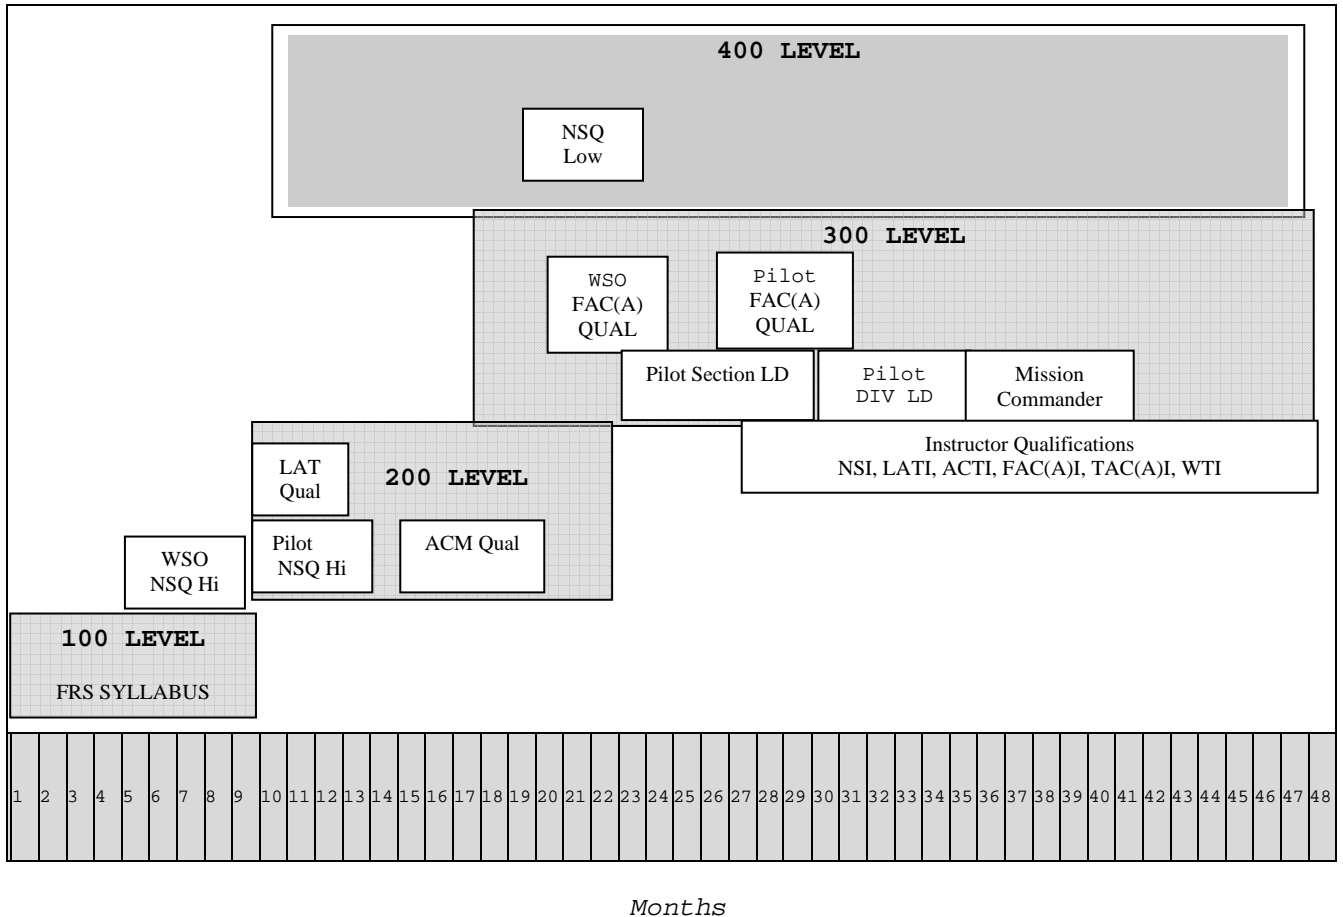 400 LEVEL
NSQ
Low
300 LEVEL
WSO
FAC(A)
QUAL
Pilot
FAC(A)
QUAL
Pilot Section LD
Pilot
DIV LD
Mission
Commander
Instructor Qualifications
NSI, LATI, ACTI, FAC(A)I, TAC(A)I, WTI
LAT
Qual
200 LEVEL
Pilot
NSQ Hi
ACM Qual
WSO
NSQ Hi
100 LEVEL
FRS SYLLABUS
1 2 3 4 5 6 7 8 9 10 11 12 13 14 15 16 17 18 19 20 21 22 23 24 25 26 27 28 29 30 31 32 33 34 35 36 37 38 39 40 41 42 43 44 45 46 47 48
Months